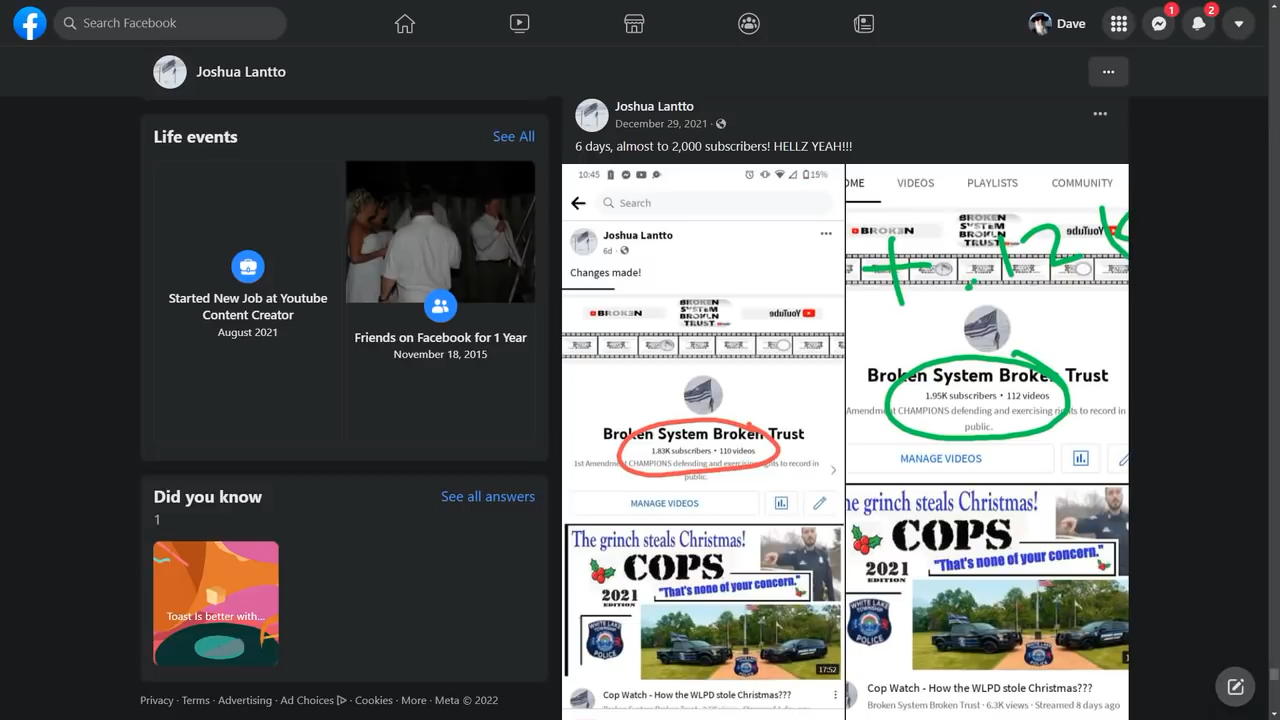 Search Facebook
Dave
1
2
Joshua Lantto
Life events
See All
Started New Job at Youtube
Content Creator
August 2021
Friends on Facebook for 1 Year
November 18, 2015
Did you know
See all answers
1
Toast Is better with...
Privacy · Terms · Advertising · Ad Choices · Cookies · More · Meta © 2022
Joshua Lantto
December 29, 2021 ·
6 days, almost to 2,000 subscribers! HELLZ YEAH!!!
10:45
15%
Search
Joshua Lantto
6d ·
Changes made!
BROKEN
BROKEN
SYSTEM
BROKEN
TRUST
YouTube
Broken System Broken Trust
1.83K subscribers • 110 videos
1st Amendment CHAMPIONS defending and exercising rights to record in
public.
MANAGE VIDEOS
The grinch steals Christmas!
COPS
2021
EDITION
"That's none of your concern."
WHITE LAKE
TOWNSHIP
POLICE
17:52
Cop Watch - How the WLPD stole Christmas???
OME
VIDEOS
PLAYLISTS
COMMUNITY
BROKEN
BROKEN
SYSTEM
BROKEN
TRUST
YouTube
+.12
Broken System Broken Trust
1.95K subscribers • 112 videos
Amendment CHAMPIONS defending and exercising rights to record in
public.
MANAGE VIDEOS
The grinch steals Christmas!
COPS
2021
EDITION
"That's none of your concern."
WHITE LAKE
TOWNSHIP
POLICE
Cop Watch - How the WLPD stole Christmas???
Broken System Broken Trust · 6.3K views · Streamed 8 days ago